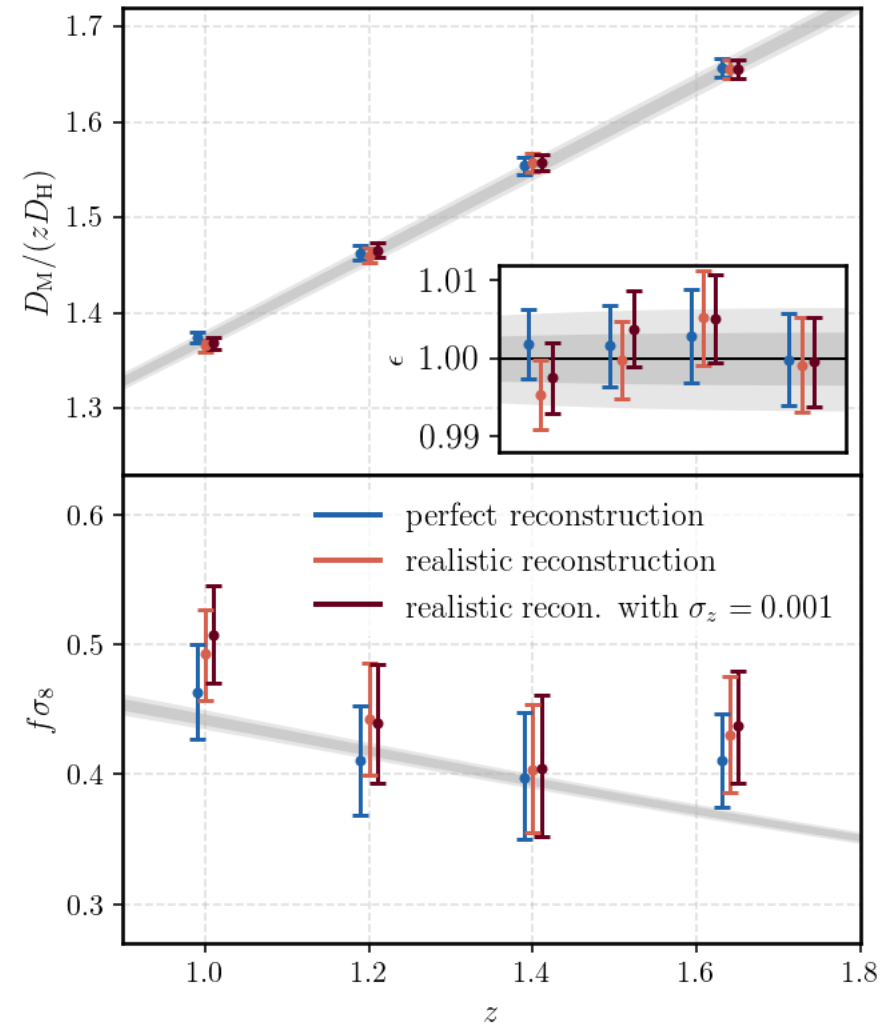 1.7
1.6
1.5
1.4
1.3
D_M/(zD_H)
1.01
1.00
0.99
ϵ
perfect reconstruction
realistic reconstruction
realistic recon. with σ_z = 0.001
0.6
0.5
0.4
0.3
fσ_8
1.0 1.2 1.4 1.6 1.8
z